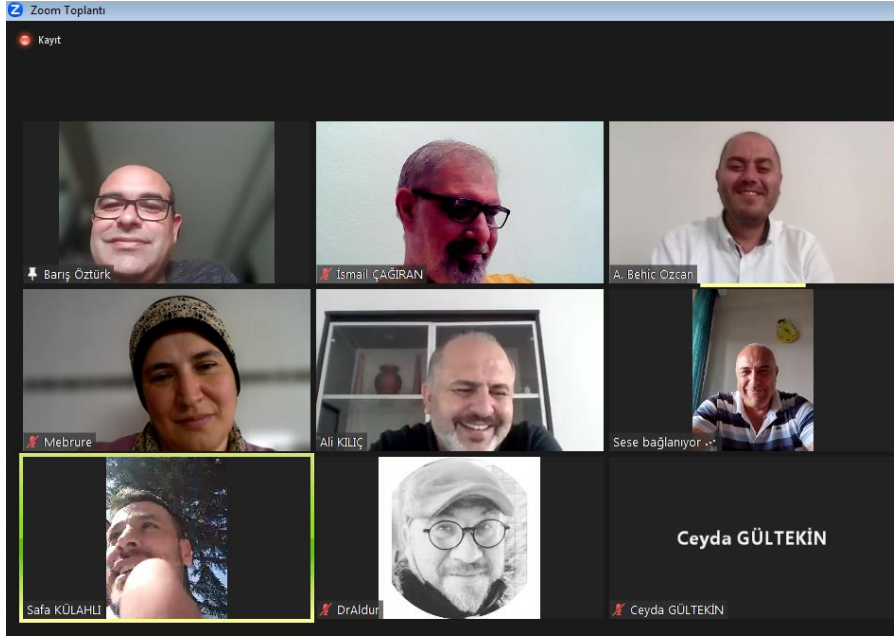 Zoom Toplantı
Kayıt
Barış Öztürk
İsmail ÇAĞIRAN
A. Behic Ozcan
Mebrure
Ali KILIÇ
Sese bağlanıyor ···
Safa KÜLAHLI
DrAldur
Ceyda GÜLTEKİN
Ceyda GÜLTEKİN